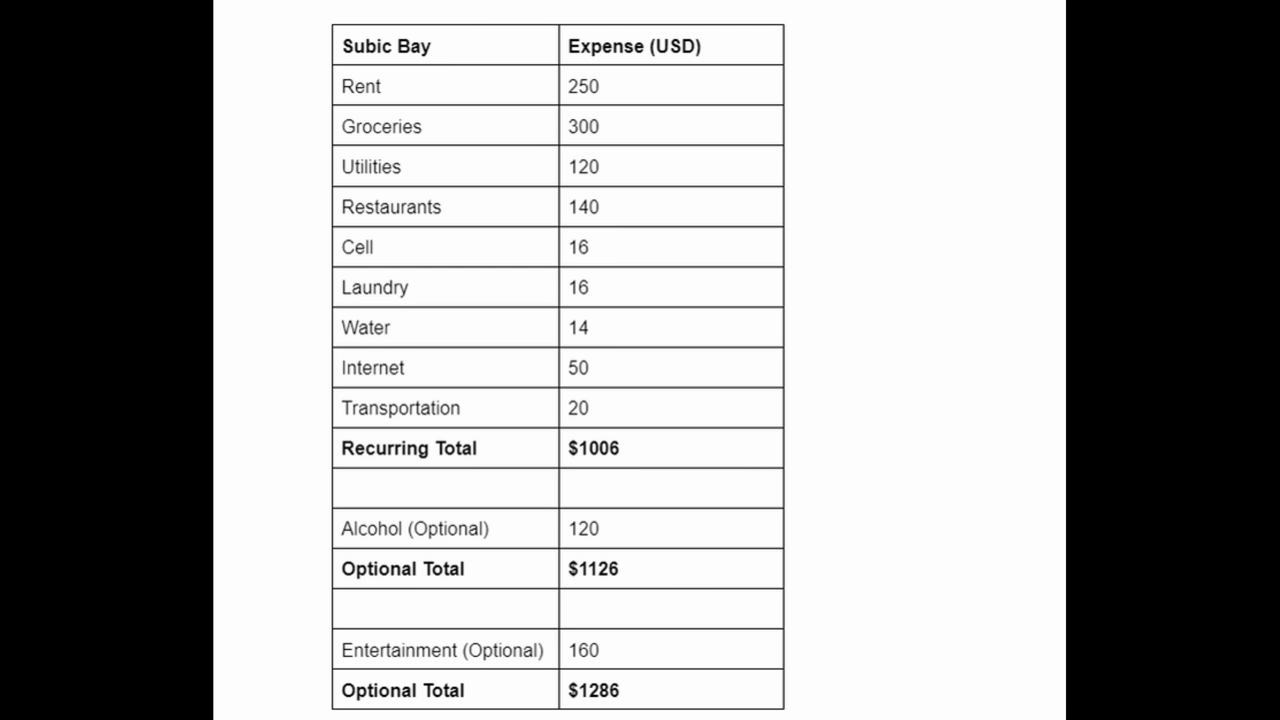 Subic Bay Expense (USD)
Rent 250
Groceries 300
Utilities 120
Restaurants 140
Cell 16
Laundry 16
Water 14
Internet 50
Transportation 20
Recurring Total $1006
Alcohol (Optional) 120
Optional Total $1126
Entertainment (Optional) 160
Optional Total $1286